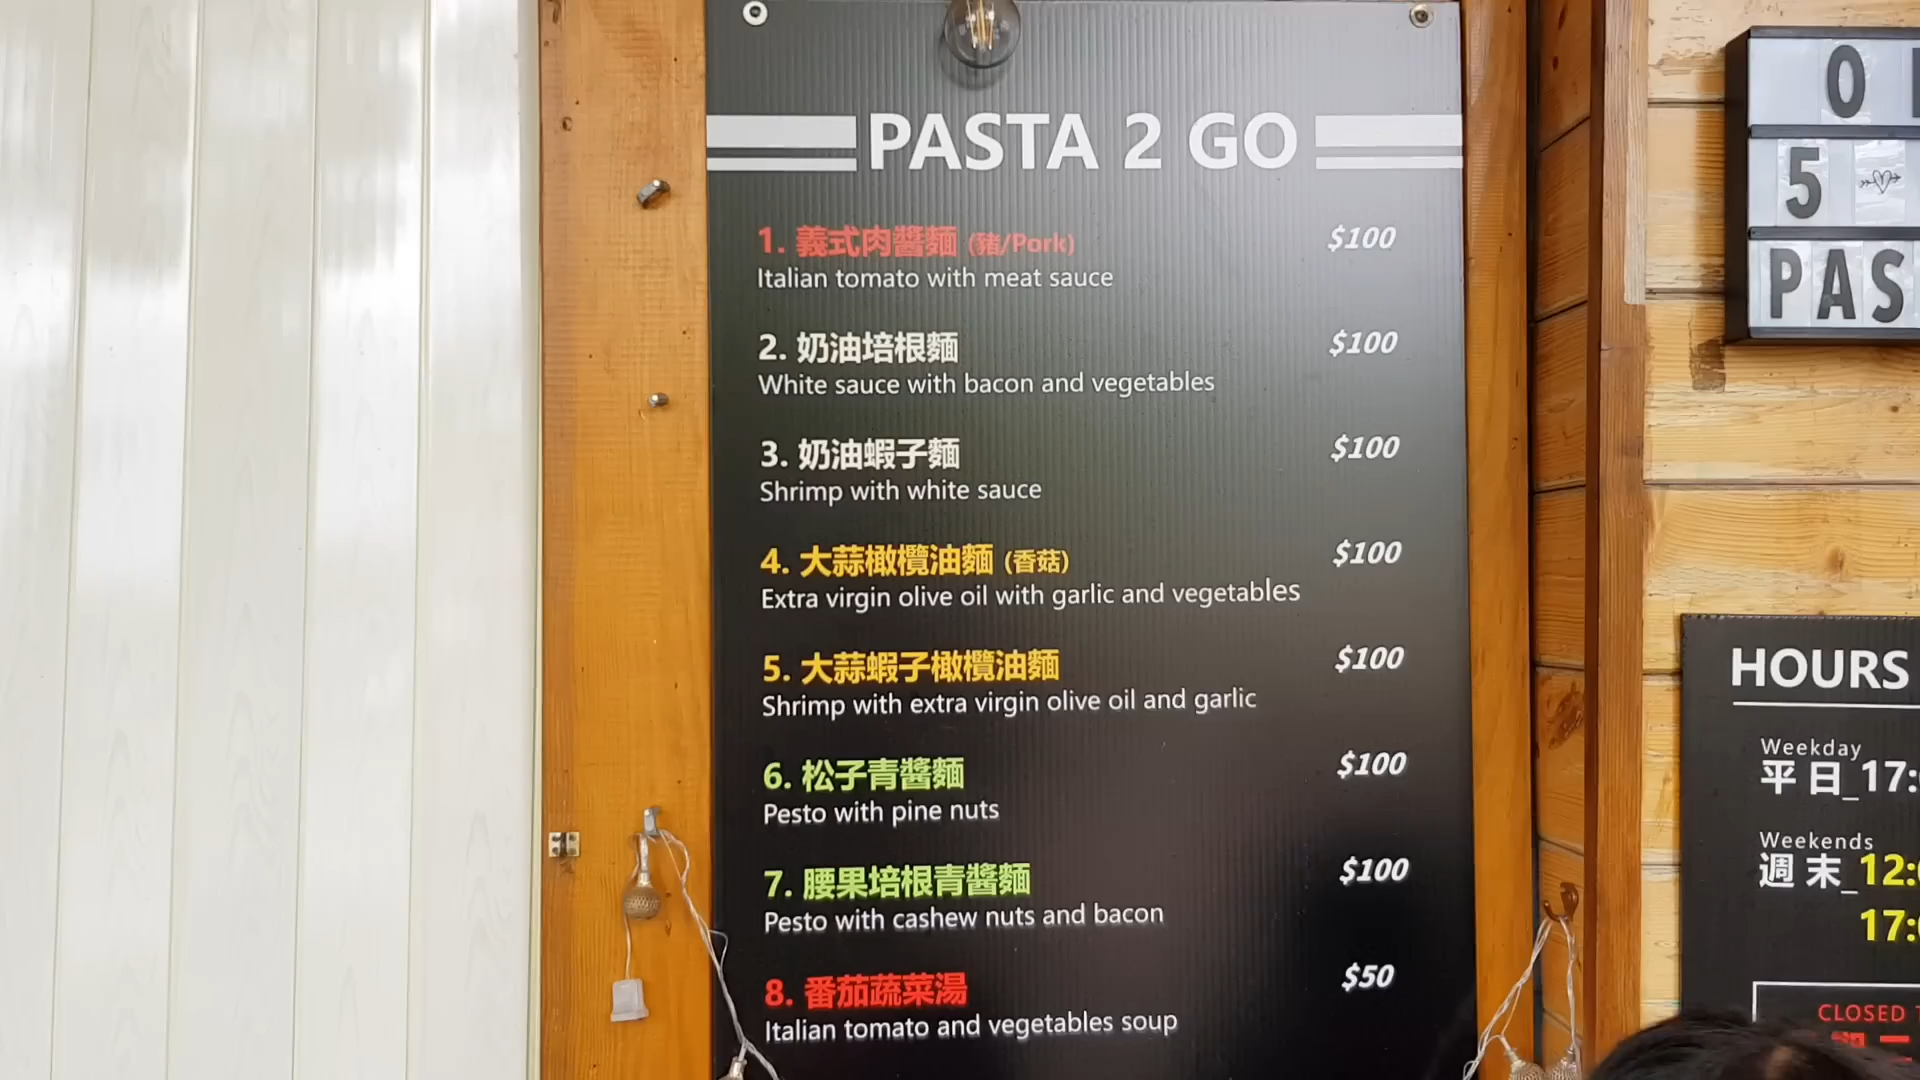 PASTA 2 GO
1. 義式肉醬麵 (豬/Pork) $100
Italian tomato with meat sauce
2. 奶油培根麵 $100
White sauce with bacon and vegetables
3. 奶油蝦子麵 $100
Shrimp with white sauce
4. 大蒜橄欖油麵 (香菇) $100
Extra virgin olive oil with garlic and vegetables
5. 大蒜蝦子橄欖油麵 $100
Shrimp with extra virgin olive oil and garlic
6. 松子青醬麵 $100
Pesto with pine nuts
7. 腰果培根青醬麵 $100
Pesto with cashew nuts and bacon
8. 番茄蔬菜湯 $50
Italian tomato and vegetables soup
O
5
PAS
HOURS
Weekday
平日_17:
Weekends
週末_12:
17:
CLOSED